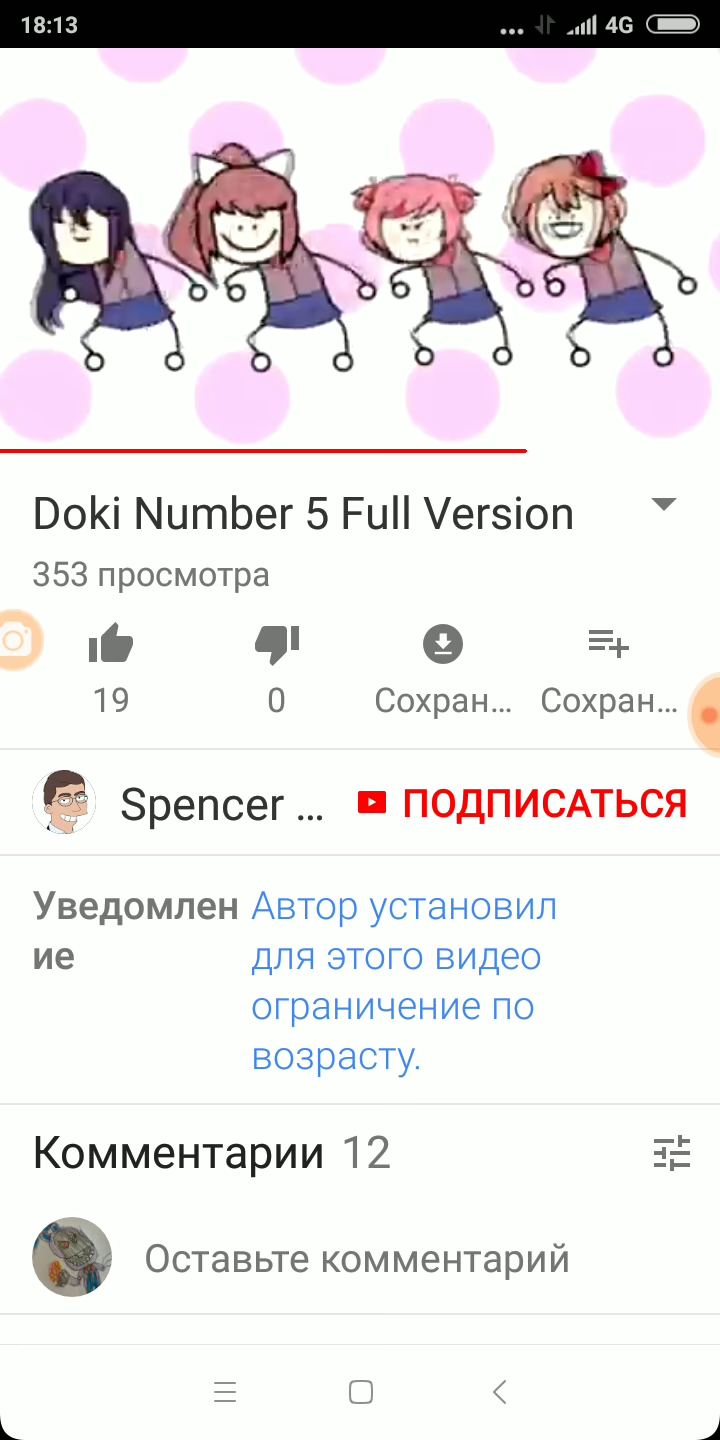 18:13
... 4G
Doki Number 5 Full Version
353 просмотра
19
0
Сохран...
Сохран...
Spencer ...
ПОДПИСАТЬСЯ
Уведомлен
ие
Автор установил
для этого видео
ограничение по
возрасту.
Комментарии 12
Оставьте комментарий